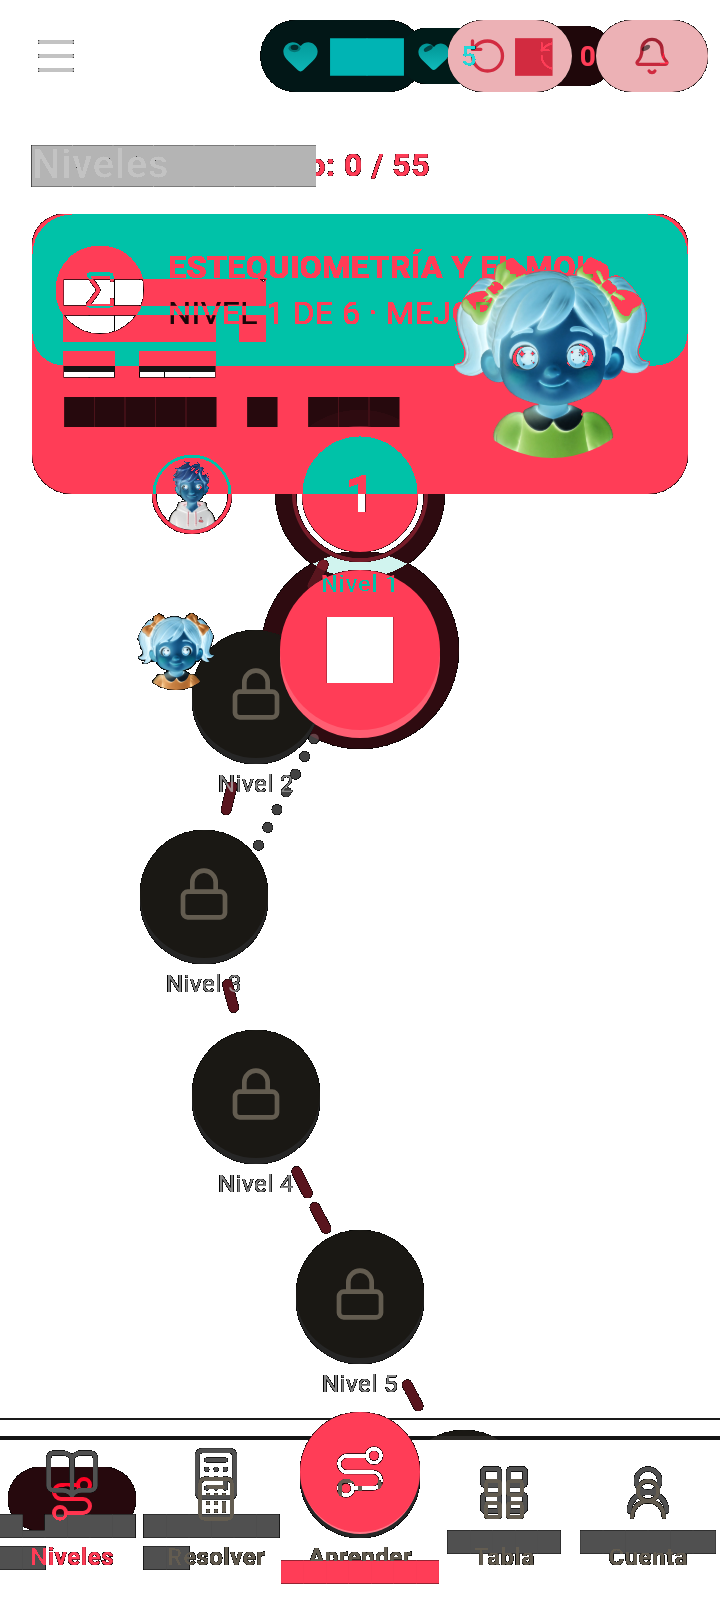 5 0
Niveles : 0 / 55
ESTEQUIOMETRÍA Y EL MOL
NIVEL 1 DE 6 ·
1
Nivel 1
Nivel 2
Nivel 3
Nivel 4
Nivel 5
Niveles Resolver Aprender Tabla Cuenta